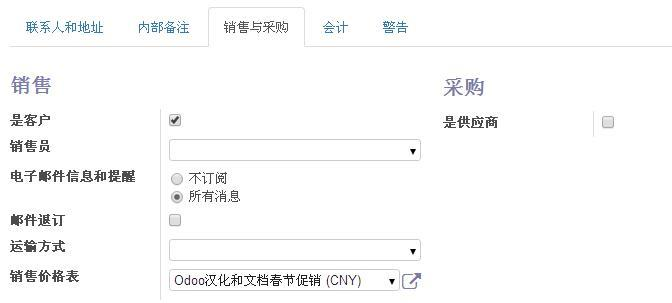 联系人和地址 内部备注 销售与采购 会计 警告
销售 采购
是客户 是供应商
销售员
电子邮件信息和提醒 不订阅
所有消息
邮件退订
运输方式
销售价格表 Odoo汉化和文档春节促销 (CNY)